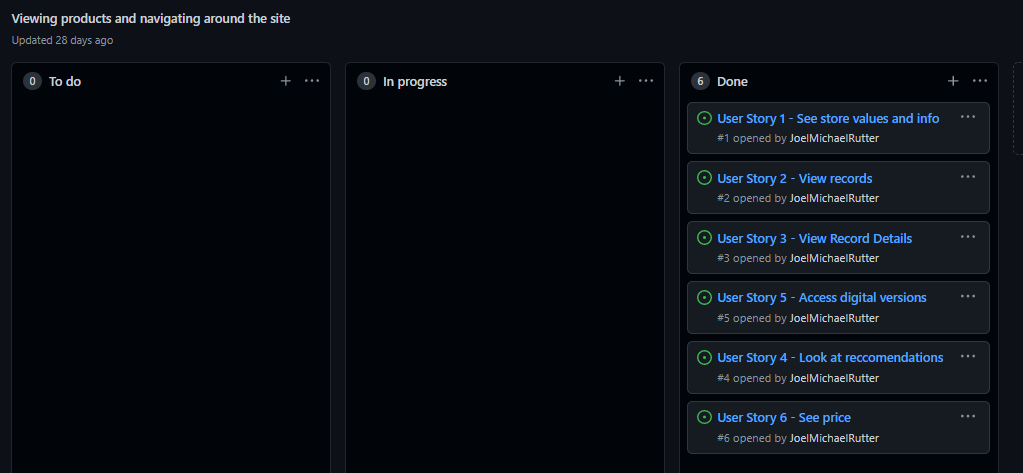 Viewing products and navigating around the site
Updated 28 days ago
0 To do
0 In progress
6 Done
User Story 1 - See store values and info
#1 opened by JoelMichaelRutter
User Story 2 - View records
#2 opened by JoelMichaelRutter
User Story 3 - View Record Details
#3 opened by JoelMichaelRutter
User Story 5 - Access digital versions
#5 opened by JoelMichaelRutter
User Story 4 - Look at reccomendations
#4 opened by JoelMichaelRutter
User Story 6 - See price
#6 opened by JoelMichaelRutter